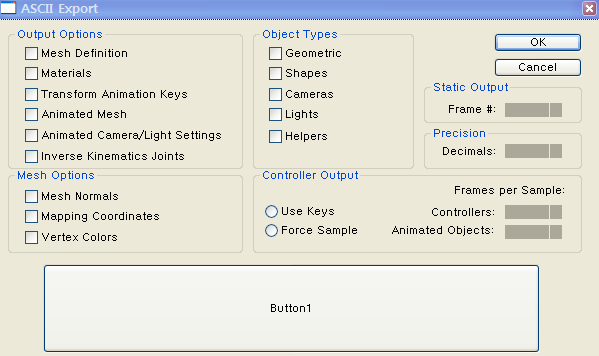 ASCII Export
Output Options
Mesh Definition
Materials
Transform Animation Keys
Animated Mesh
Animated Camera/Light Settings
Inverse Kinematics Joints
Object Types
Geometric
Shapes
Cameras
Lights
Helpers
OK
Cancel
Static Output
Frame #:
Precision
Decimals:
Mesh Options
Mesh Normals
Mapping Coordinates
Vertex Colors
Controller Output
Frames per Sample:
Use Keys
Controllers:
Force Sample
Animated Objects:
Button1